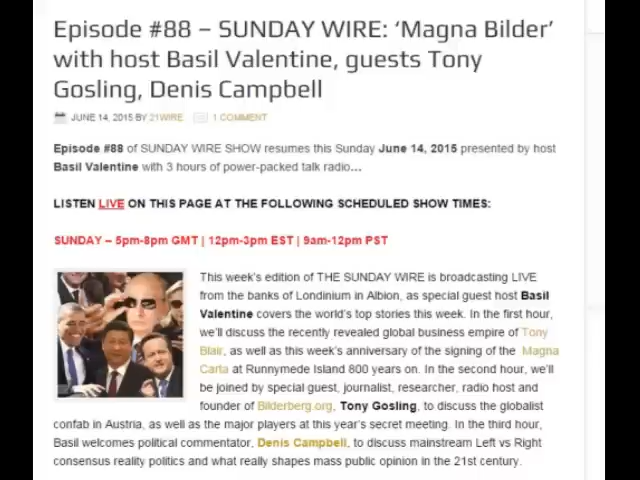 Episode #88 – SUNDAY WIRE: ‘Magna Bilder’
with host Basil Valentine, guests Tony
Gosling, Denis Campbell
JUNE 14, 2015 BY 21WIRE 1 COMMENT
Episode #88 of SUNDAY WIRE SHOW resumes this Sunday June 14, 2015 presented by host
Basil Valentine with 3 hours of power-packed talk radio…
LISTEN LIVE ON THIS PAGE AT THE FOLLOWING SCHEDULED SHOW TIMES:
SUNDAY – 5pm-8pm GMT | 12pm-3pm EST | 9am-12pm PST
This week's edition of THE SUNDAY WIRE is broadcasting LIVE
from the banks of Londinium in Albion, as special guest host Basil
Valentine covers the world's top stories this week. In the first hour,
we'll discuss the recently revealed global business empire of Tony
Blair, as well as this week's anniversary of the signing of the Magna
Carta at Runnymede Island 800 years on. In the second hour, we'll
be joined by special guest, journalist, researcher, radio host and
founder of Bilderberg.org, Tony Gosling, to discuss the globalist
confab in Austria, as well as the major players at this year's secret meeting. In the third hour,
Basil welcomes political commentator, Denis Campbell, to discuss mainstream Left vs Right
consensus reality politics and what really shapes mass public opinion in the 21st century.